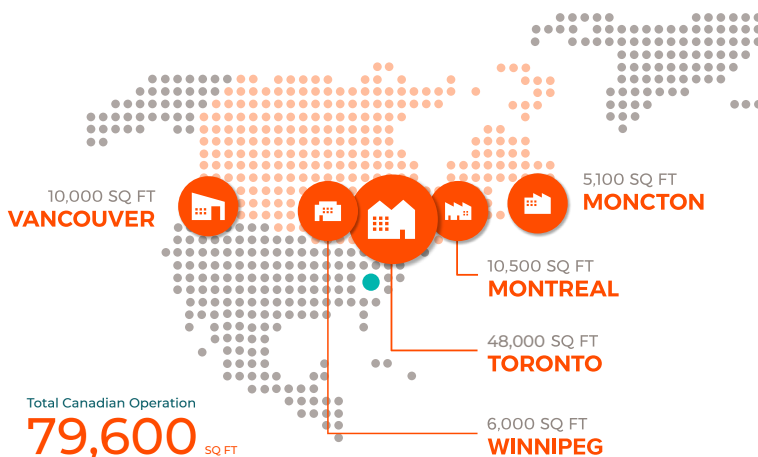 10,000 SQ FT
VANCOUVER
5,100 SQ FT
MONCTON
10,500 SQ FT
MONTREAL
48,000 SQ FT
TORONTO
6,000 SQ FT
WINNIPEG
Total Canadian Operation
79,600 SQ FT